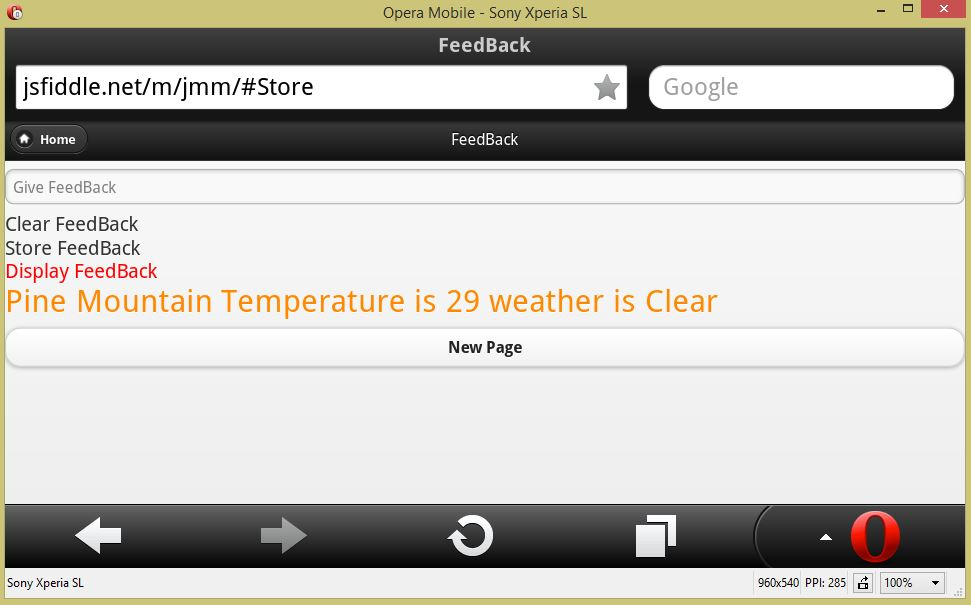 Opera Mobile - Sony Xperia SL
FeedBack
jsfiddle.net/m/jmm/#Store
Google
Home
FeedBack
Give FeedBack
Clear FeedBack
Store FeedBack
Display FeedBack
Pine Mountain Temperature is 29 weather is Clear
New Page
Sony Xperia SL
960x540
PPI: 285
100%